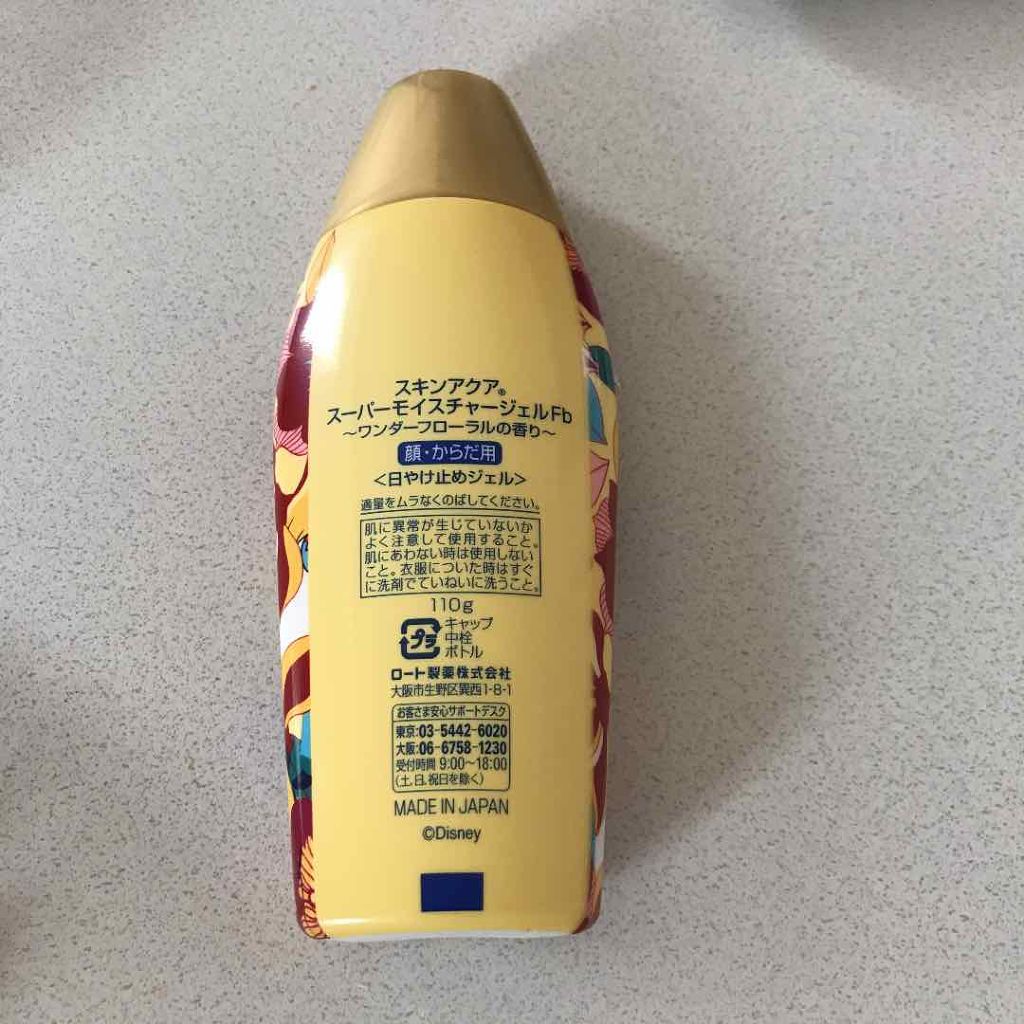 スキンアクア®
スーパーモイスチャージェルFb
～ワンダーフローラルの香り～
顔・からだ用
<日やけ止めジェル>
適量をムラなくのばしてください。
肌に異常が生じていないか
よく注意して使用すること。
肌にあわない時は使用しない
こと。衣服についた時はすぐ
に洗剤でていねいに洗うこと。
110g
プラ
キャップ
中栓
ボトル
ロート製薬株式会社
大阪市生野区巽西1-8-1
お客さま安心サポートデスク
東京:03-5442-6020
大阪:06-6758-1230
受付時間 9:00～18:00
(土、日、祝日を除く)
MADE IN JAPAN
©Disney